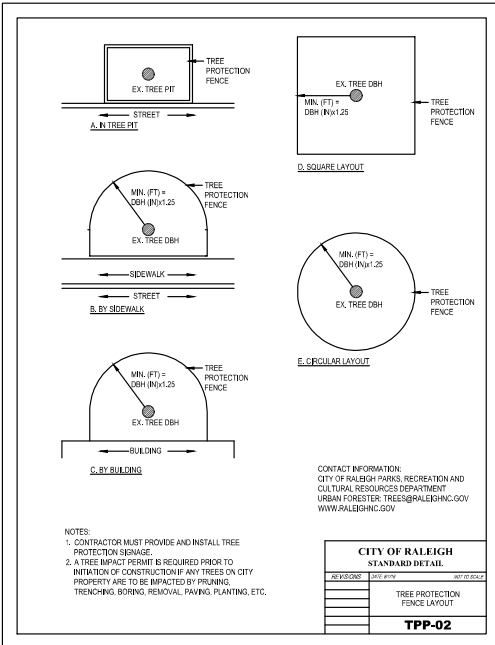 TREE
PROTECTION
FENCE
EX. TREE PIT
STREET
A. IN TREE PIT
MIN. (FT) =
DBH (IN)x1.25
TREE
PROTECTION
FENCE
EX. TREE DBH
SIDEWALK
STREET
B. BY SIDEWALK
MIN. (FT) =
DBH (IN)x1.25
TREE
PROTECTION
FENCE
EX. TREE DBH
BUILDING
C. BY BUILDING
EX. TREE DBH
MIN. (FT) =
DBH (IN)x1.25
TREE
PROTECTION
FENCE
D. SQUARE LAYOUT
MIN. (FT) =
DBH (IN)x1.25
EX. TREE DBH
TREE
PROTECTION
FENCE
E. CIRCULAR LAYOUT
CONTACT INFORMATION:
CITY OF RALEIGH PARKS, RECREATION AND
CULTURAL RESOURCES DEPARTMENT
URBAN FORESTER: TREES@RALEIGHNC.GOV
WWW.RALEIGHNC.GOV
NOTES:
1. CONTRACTOR MUST PROVIDE AND INSTALL TREE
PROTECTION SIGNAGE.
2. A TREE IMPACT PERMIT IS REQUIRED PRIOR TO
INITIATION OF CONSTRUCTION IF ANY TREES ON CITY
PROPERTY ARE TO BE IMPACTED BY PRUNING,
TRENCHING, BORING, REMOVAL, PAVING, PLANTING, ETC.
CITY OF RALEIGH
STANDARD DETAIL
REVISIONS DATE: NOT TO SCALE
TREE PROTECTION
FENCE LAYOUT
TPP-02